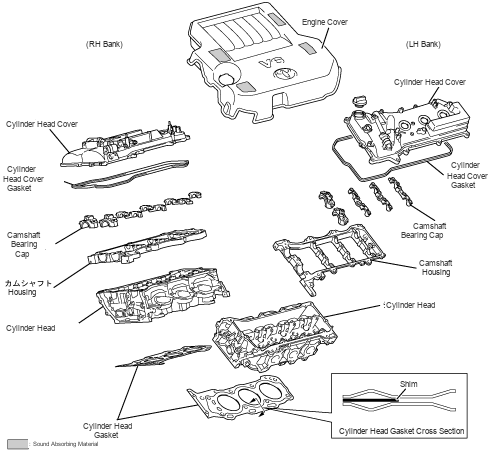 Engine Cover
(RH Bank)
(LH Bank)
Cylinder Head Cover
Cylinder Head Cover
Cylinder
Head Cover
Gasket
Cylinder
Head Cover
Gasket
Camshaft
Bearing
Cap
Camshaft
Bearing Cap
カムシャフト
Housing
Camshaft
Housing
Cylinder Head
Cylinder Head
Shim
Cylinder Head Gasket Cross Section
Cylinder Head
Gasket
: Sound Absorbing Material
V6